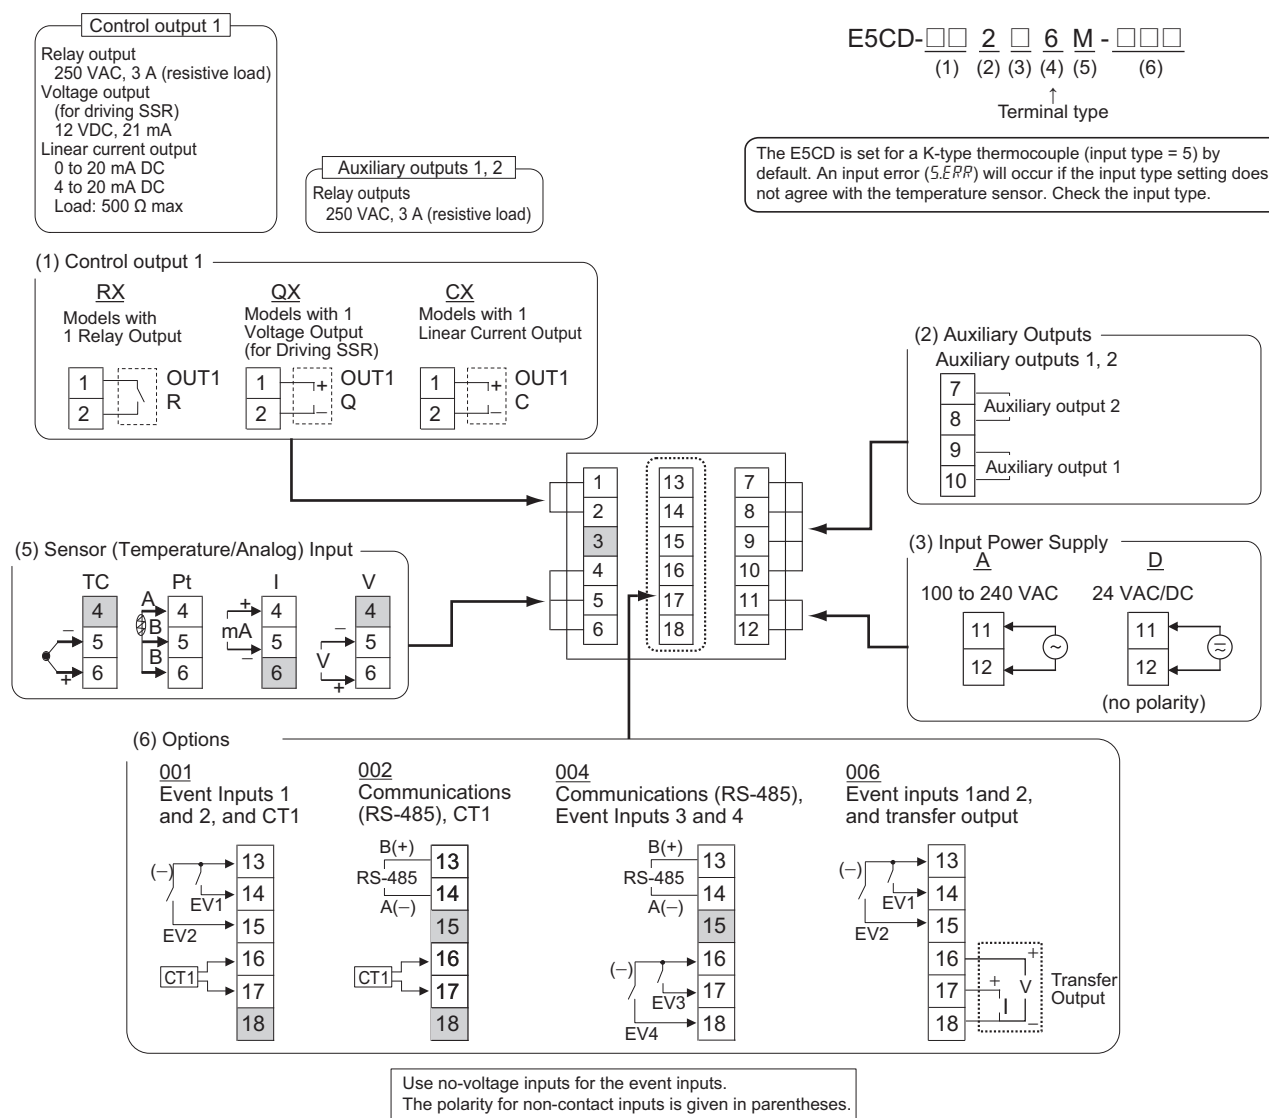 Control output 1
Relay output
250 VAC, 3 A (resistive load)
Voltage output
(for driving SSR)
12 VDC, 21 mA
Linear current output
0 to 20 mA DC
4 to 20 mA DC
Load: 500 Ω max
Auxiliary outputs 1, 2
Relay outputs
250 VAC, 3 A (resistive load)
E5CD-□□ 2 □ 6 M - □□□
(1) (2) (3) (4) (5) (6)
↑
Terminal type
The E5CD is set for a K-type thermocouple (input type = 5) by
default. An input error (S.ERR) will occur if the input type setting does
not agree with the temperature sensor. Check the input type.
(1) Control output 1
RX
Models with
1 Relay Output
1
2
OUT1
R
QX
Models with 1
Voltage Output
(for Driving SSR)
1
2
+
−
OUT1
Q
CX
Models with 1
Linear Current Output
1
2
+
−
OUT1
C
(2) Auxiliary Outputs
Auxiliary outputs 1, 2
7
8
9
10
Auxiliary output 2
Auxiliary output 1
1
2
3
4
5
6
13
14
15
16
17
18
7
8
9
10
11
12
(5) Sensor (Temperature/Analog) Input
TC
4
5
6
−
+
Pt
A
B
B
4
5
6
I
+
mA
−
4
5
6
V
−
V
+
4
5
6
(3) Input Power Supply
A
100 to 240 VAC
11
12
D
24 VAC/DC
11
12
(no polarity)
(6) Options
001
Event Inputs 1
and 2, and CT1
(−)
EV1
EV2
CT1
13
14
15
16
17
18
002
Communications
(RS-485), CT1
B(+)
RS-485
A(−)
CT1
13
14
15
16
17
18
004
Communications (RS-485),
Event Inputs 3 and 4
B(+)
RS-485
A(−)
(−)
EV3
EV4
13
14
15
16
17
18
006
Event inputs 1and 2,
and transfer output
(−)
EV1
EV2
13
14
15
16
17
18
+
+
V
I
−
Transfer
Output
Use no-voltage inputs for the event inputs.
The polarity for non-contact inputs is given in parentheses.